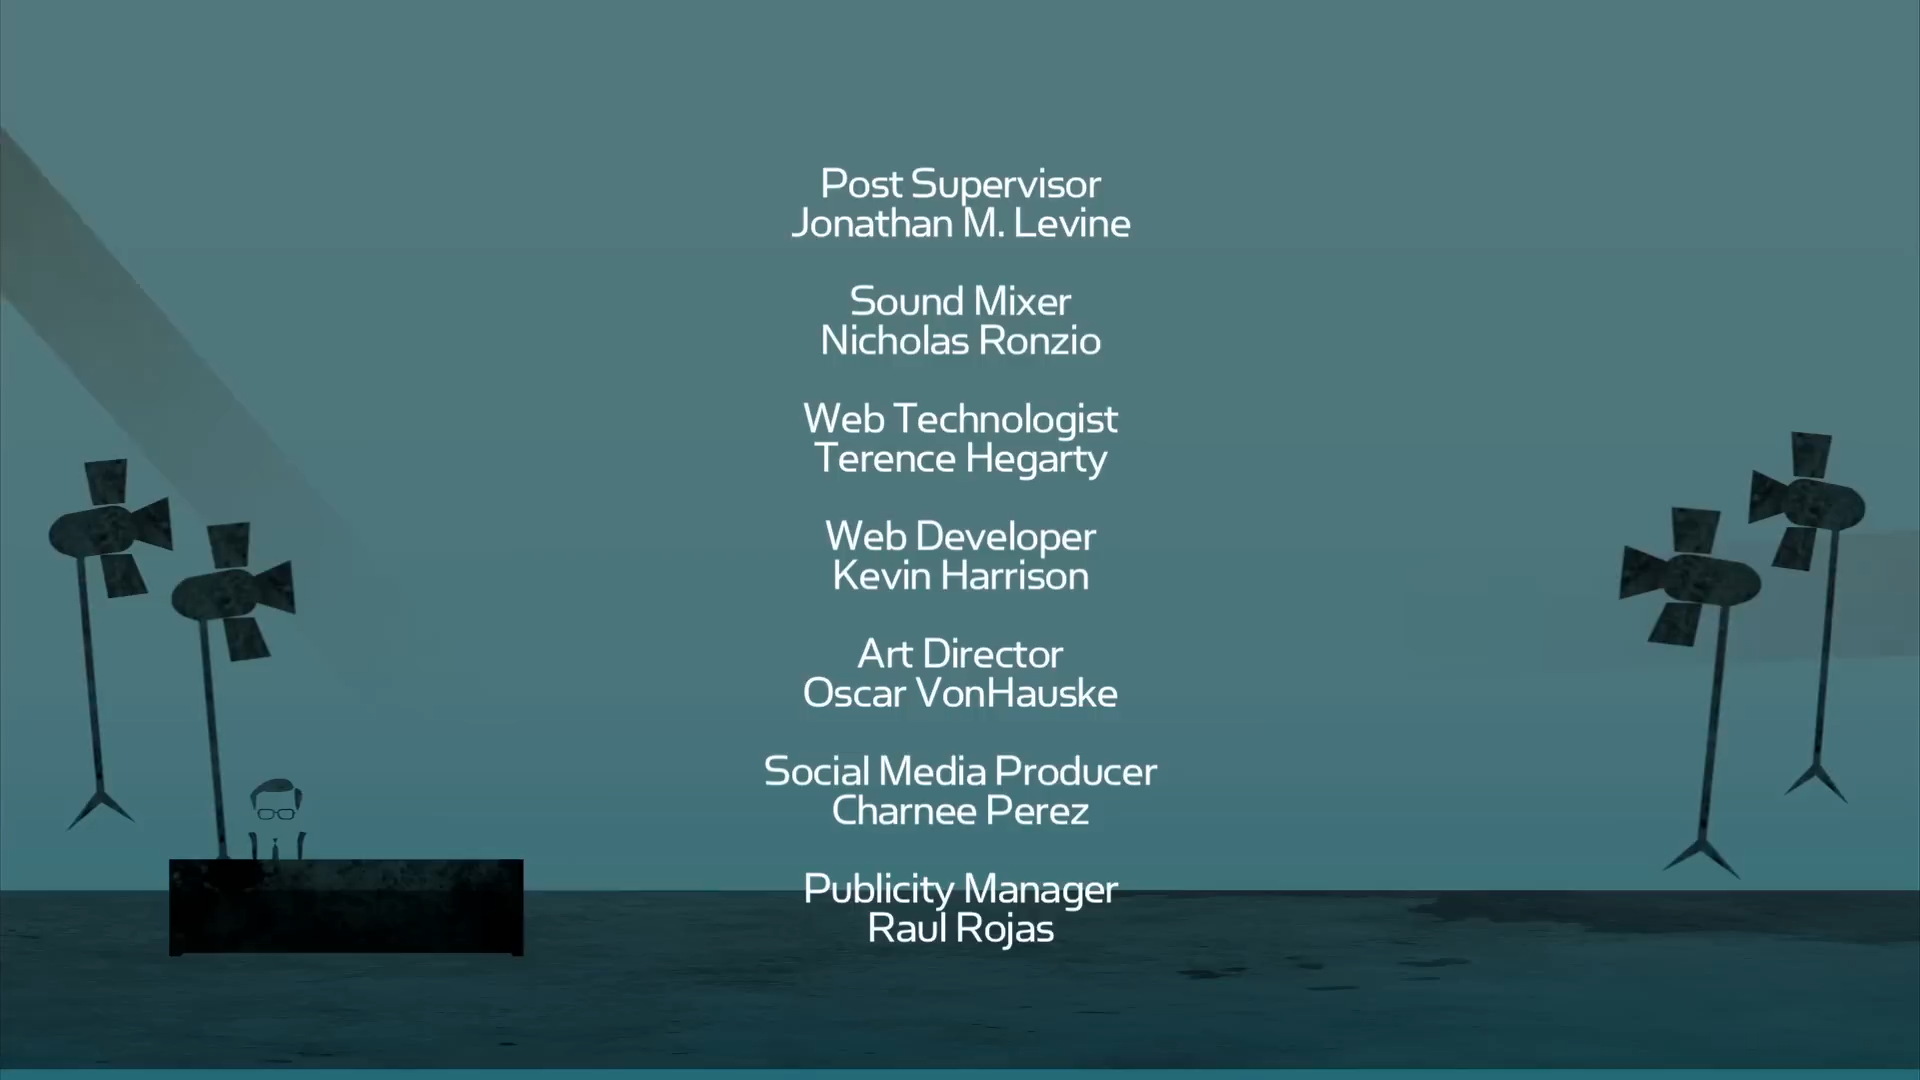 Post Supervisor
Jonathan M. Levine
Sound Mixer
Nicholas Ronzio
Web Technologist
Terence Hegarty
Web Developer
Kevin Harrison
Art Director
Oscar VonHauske
Social Media Producer
Charnee Perez
Publicity Manager
Raul Rojas